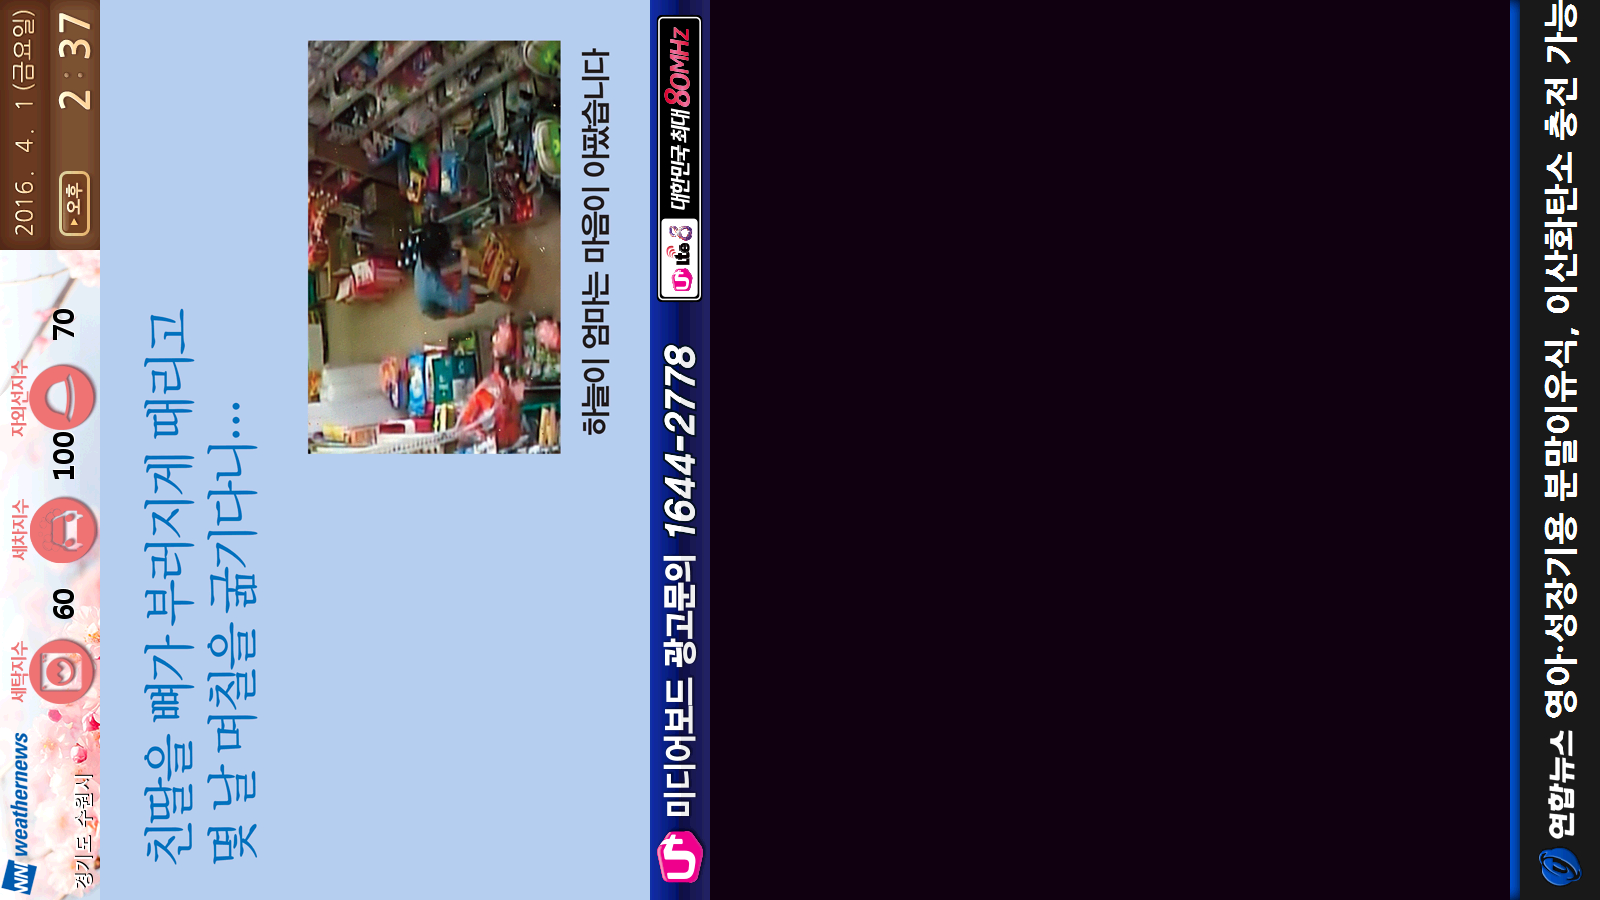 weathernews
경기도 수원시
세탁지수
60
세차지수
100
자외선지수
70
2016. 4. 1 (금요일)
오후 2:37
친딸을 뼈가 부러지게 때리고
몇 날 며칠을 굶기다니...
하늘이 엄마는 마음이 아팠습니다
U+ 미디어보드 광고문의 1644-2778
U+ Lte8 대한민국 최대 80MHz
연합뉴스 영아·성장기용 분말이유식, 이산화탄소 충전 가능